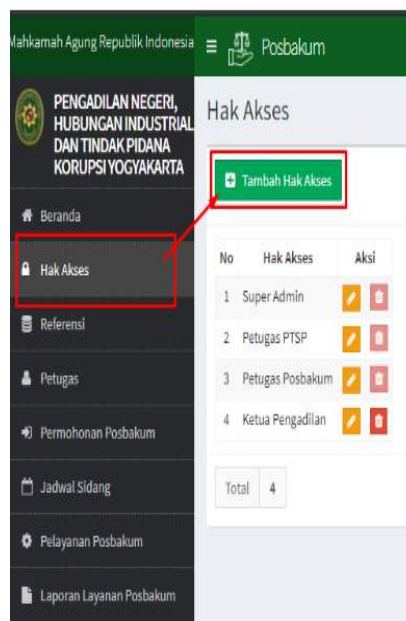 Mahkamah Agung Republik Indonesia
Posbakum
PENGADILAN NEGERI,
HUBUNGAN INDUSTRIAL
DAN TINDAK PIDANA
KORUPSI YOGYAKARTA
Beranda
Hak Akses
Referensi
Petugas
Permohonan Posbakum
Jadwal Sidang
Pelayanan Posbakum
Laporan Layanan Posbakum
Hak Akses
Tambah Hak Akses
No Hak Akses Aksi
1 Super Admin
2 Petugas PTSP
3 Petugas Posbakum
4 Ketua Pengadilan
Total 4